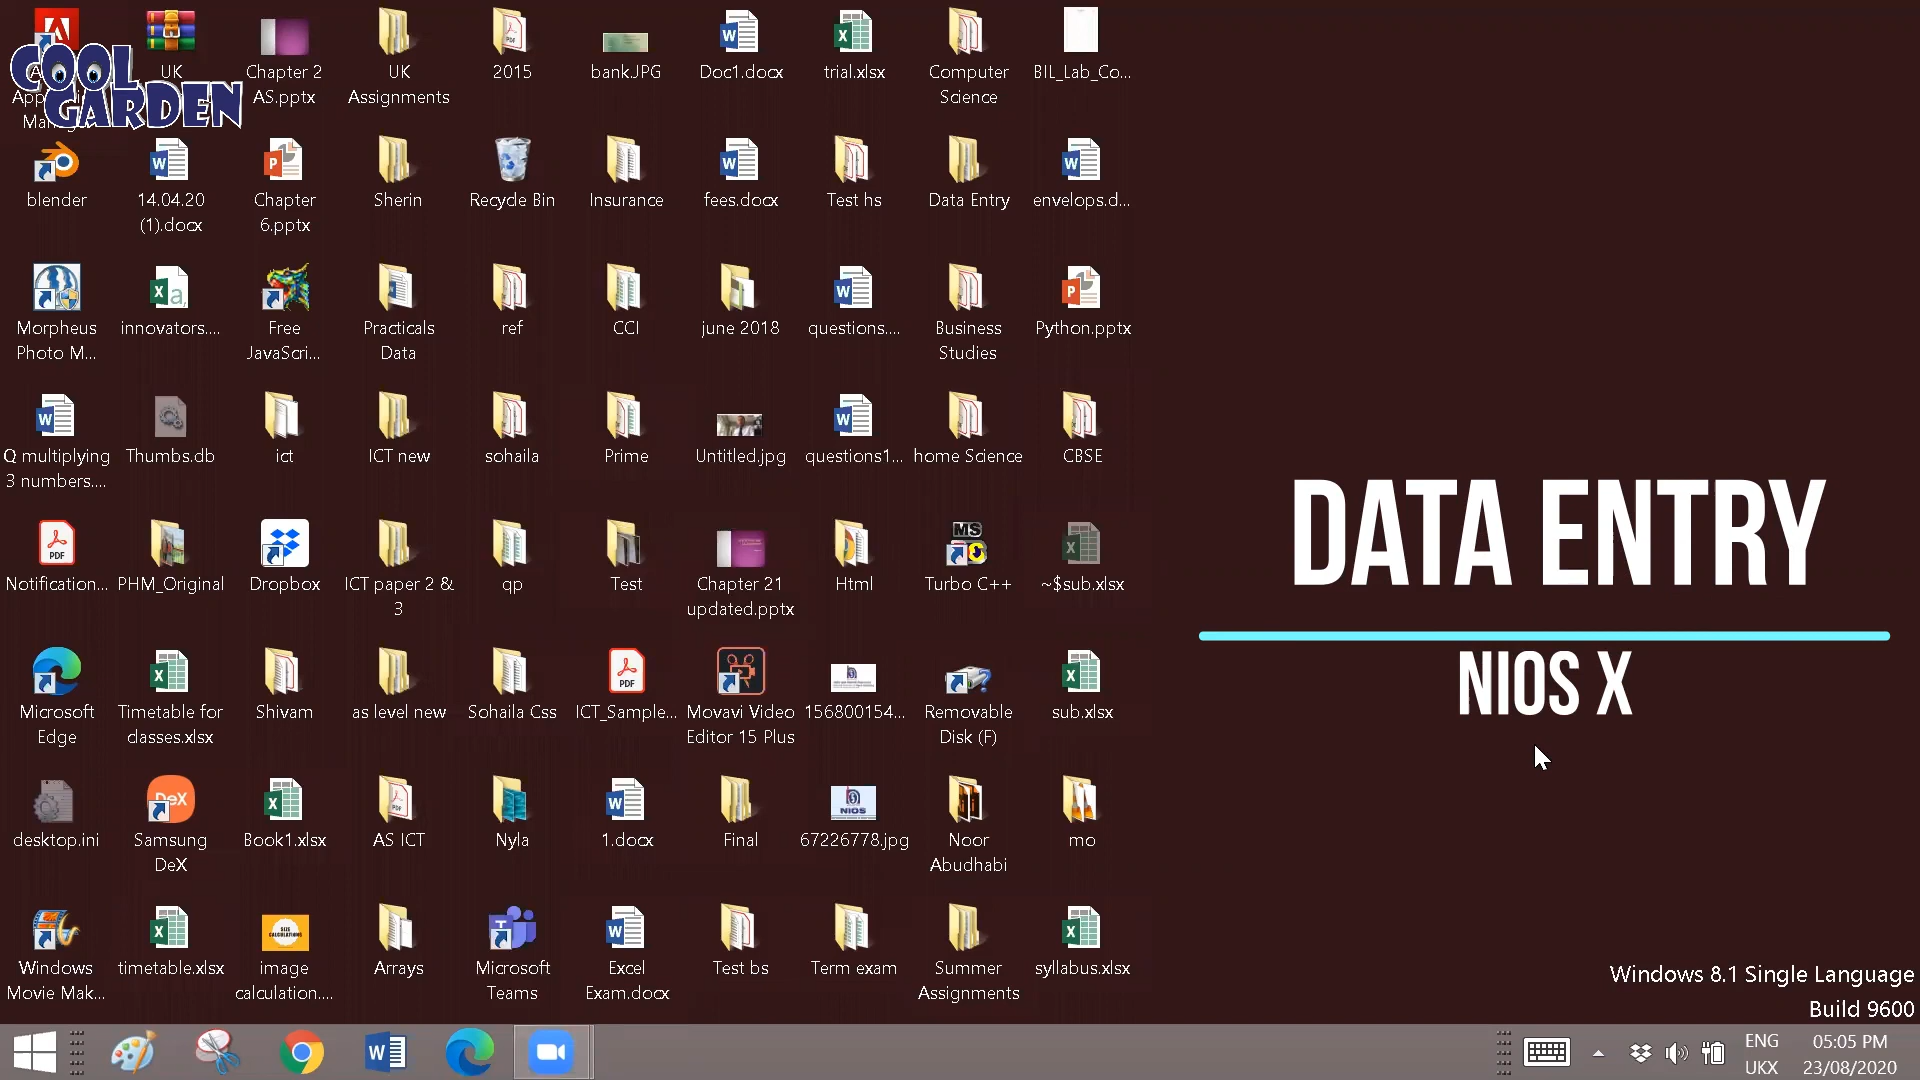 COOL
GARDEN
UK
Chapter 2
AS.pptx
UK
Assignments
2015
bank.JPG
Doc1.docx
trial.xlsx
Computer
Science
BIL_Lab_Co...
blender
14.04.20
(1).docx
Chapter
6.pptx
Sherin
Recycle Bin
Insurance
fees.docx
Test hs
Data Entry
envelops.d...
Morpheus
Photo M...
innovators....
Free
JavaScri...
Practicals
Data
ref
CCI
june 2018
questions....
Business
Studies
Python.pptx
Q multiplying
3 numbers....
Thumbs.db
ict
ICT new
sohaila
Prime
Untitled.jpg
questions1...
home Science
CBSE
PDF
Notification...
PHM_Original
Dropbox
ICT paper 2 &
3
qp
Test
Chapter 21
updated.pptx
Html
MS
Turbo C++
~$sub.xlsx
DATA ENTRY
NIOS X
Microsoft
Edge
Timetable for
classes.xlsx
Shivam
as level new
Sohaila Css
PDF
ICT_Sample...
Movavi Video
Editor 15 Plus
156800154...
Removable
Disk (F)
sub.xlsx
desktop.ini
DeX
Samsung
DeX
Book1.xlsx
AS ICT
Nyla
1.docx
Final
NIOS
67226778.jpg
Noor
Abudhabi
mo
Windows
Movie Mak...
timetable.xlsx
SIZE
CALCULATIONS
image
calculation....
Arrays
Microsoft
Teams
Excel
Exam.docx
Test bs
Term exam
Summer
Assignments
syllabus.xlsx
Windows 8.1 Single Language
Build 9600
ENG
UKX
05:05 PM
23/08/2020